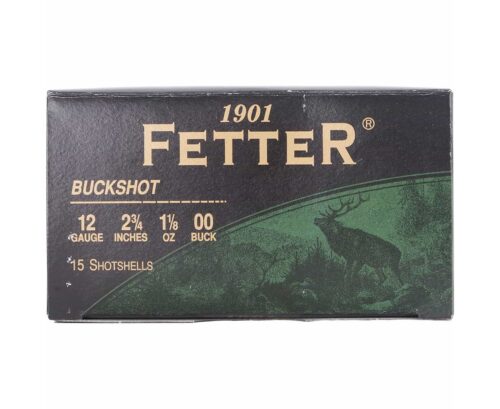 1901
FETTER®
BUCKSHOT
12 2¾ 1⅛ 00
GAUGE INCHES OZ BUCK
15 SHOTSHELLS